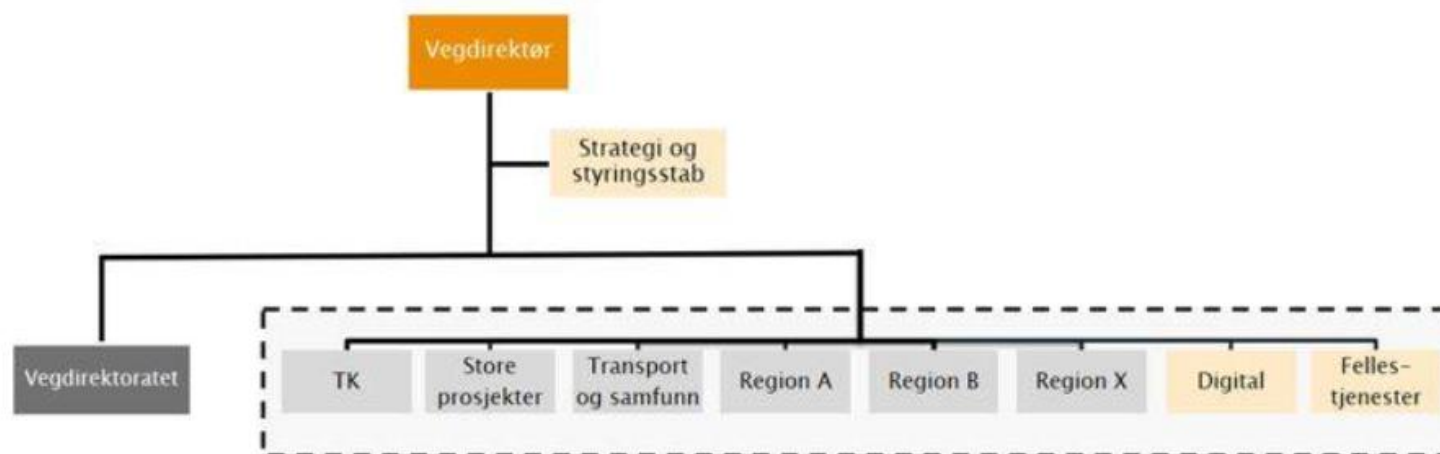 Vegdirektør
Strategi og
styringsstab
Vegdirektoratet
TK
Store
prosjekter
Transport
og samfunn
Region A
Region B
Region X
Digital
Felles-
tjenester